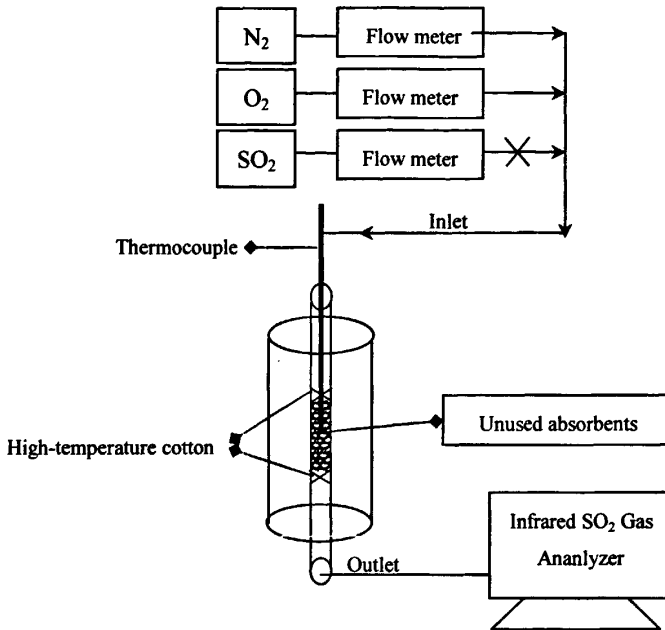 N₂ Flow meter
O₂ Flow meter
SO₂ Flow meter
Inlet
Thermocouple
Unused absorbents
High-temperature cotton
Infrared SO₂ Gas
Ananlyzer
Outlet